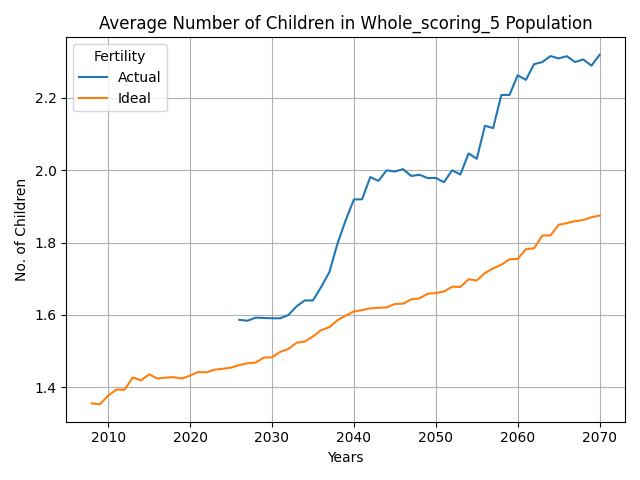 Average Number of Children in Whole_scoring_5 Population
Fertility
Actual
Ideal
No. of Children
2.2
2.0
1.8
1.6
1.4
2010 2020 2030 2040 2050 2060 2070
Years